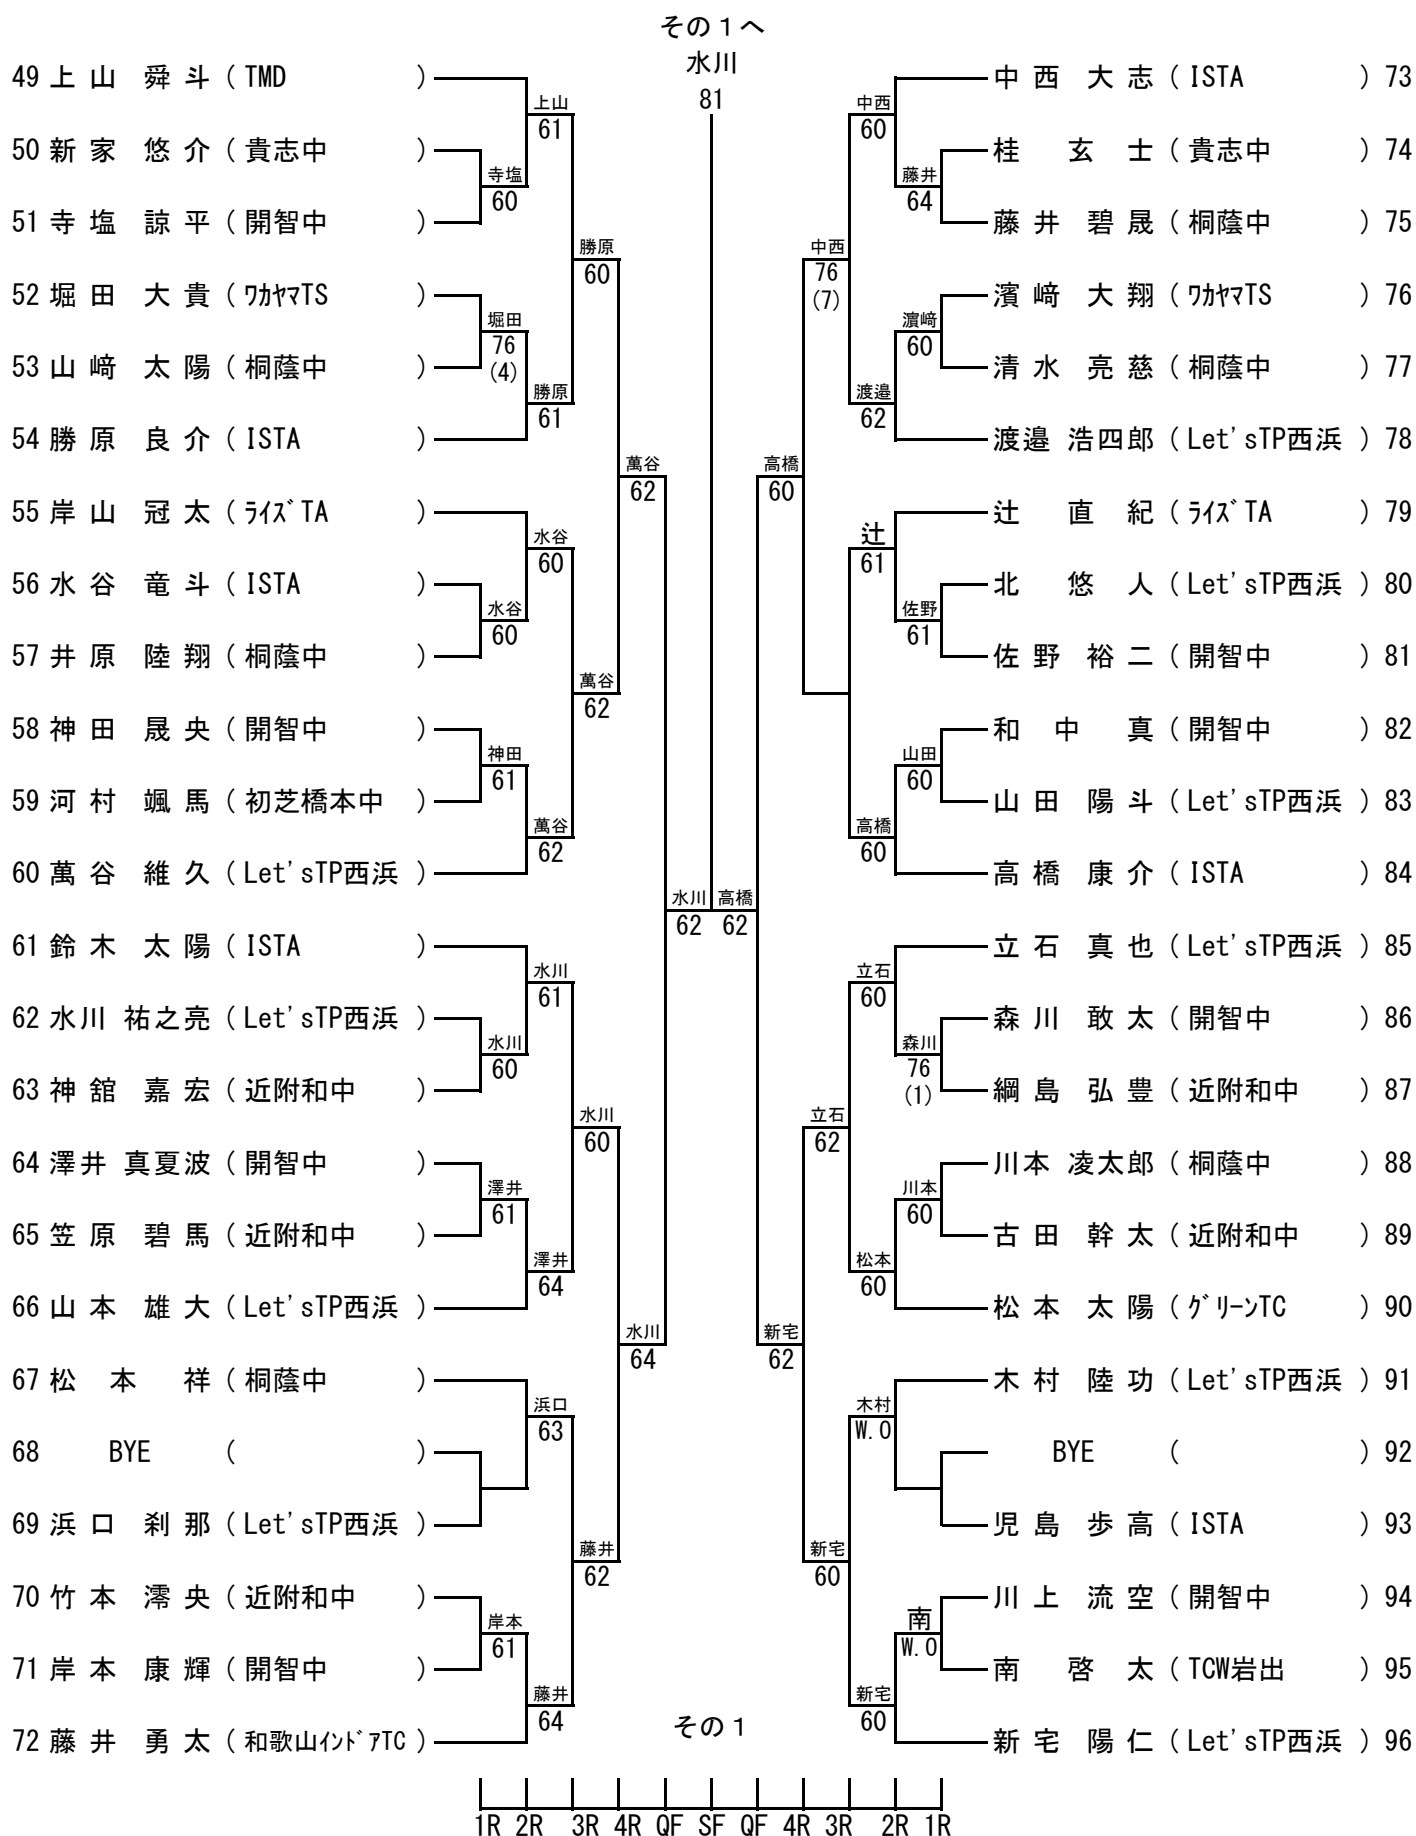 その１へ
水川
81
49 上山 舜斗 ( TMD )
上山
61
50 新家 悠介 ( 貴志中 )
寺塩
60
51 寺塩 諒平 ( 開智中 )
勝原
60
52 堀田 大貴 ( ﾜｶﾔﾏTS )
堀田
76
(4)
53 山﨑 太陽 ( 桐蔭中 )
勝原
61
54 勝原 良介 ( ISTA )
萬谷
62
55 岸山 冠太 ( ﾗｲｽﾞTA )
水谷
60
56 水谷 竜斗 ( ISTA )
水谷
60
57 井原 陸翔 ( 桐蔭中 )
萬谷
62
58 神田 晟央 ( 開智中 )
神田
61
59 河村 颯馬 ( 初芝橋本中 )
萬谷
62
60 萬谷 維久 ( Let'sTP西浜 )
水川
62
61 鈴木 太陽 ( ISTA )
水川
61
62 水川 祐之亮 ( Let'sTP西浜 )
水川
60
63 神舘 嘉宏 ( 近附和中 )
水川
60
64 澤井 真夏波 ( 開智中 )
澤井
61
65 笠原 碧馬 ( 近附和中 )
澤井
64
66 山本 雄大 ( Let'sTP西浜 )
水川
64
67 松本 祥 ( 桐蔭中 )
浜口
63
68 BYE ( )
69 浜口 刹那 ( Let'sTP西浜 )
藤井
62
70 竹本 澪央 ( 近附和中 )
岸本
61
71 岸本 康輝 ( 開智中 )
藤井
64
72 藤井 勇太 ( 和歌山ｲﾝﾄﾞｱTC )
中西 大志 ( ISTA ) 73
中西
60
桂 玄士 ( 貴志中 ) 74
藤井
64
藤井 碧晟 ( 桐蔭中 ) 75
中西
76
(7)
濱﨑 大翔 ( ﾜｶﾔﾏTS ) 76
濵﨑
60
清水 亮慈 ( 桐蔭中 ) 77
渡邉
62
渡邉 浩四郎 ( Let'sTP西浜 ) 78
高橋
60
辻 直紀 ( ﾗｲｽﾞTA ) 79
辻
61
北 悠人 ( Let'sTP西浜 ) 80
佐野
61
佐野 裕二 ( 開智中 ) 81
和中 真 ( 開智中 ) 82
山田
60
山田 陽斗 ( Let'sTP西浜 ) 83
高橋
60
高橋 康介 ( ISTA ) 84
高橋
62
立石 真也 ( Let'sTP西浜 ) 85
立石
60
森川 敢太 ( 開智中 ) 86
森川
76
(1)
綱島 弘豊 ( 近附和中 ) 87
立石
62
川本 凌太郎 ( 桐蔭中 ) 88
川本
60
古田 幹太 ( 近附和中 ) 89
松本
60
松本 太陽 ( ｸﾞﾘｰﾝTC ) 90
新宅
62
木村 陸功 ( Let'sTP西浜 ) 91
木村
W.O
BYE ( ) 92
児島 歩高 ( ISTA ) 93
新宅
60
川上 流空 ( 開智中 ) 94
南
W.O
南 啓太 ( TCW岩出 ) 95
新宅
60
新宅 陽仁 ( Let'sTP西浜 ) 96
その１
1R 2R 3R 4R QF SF QF 4R 3R 2R 1R